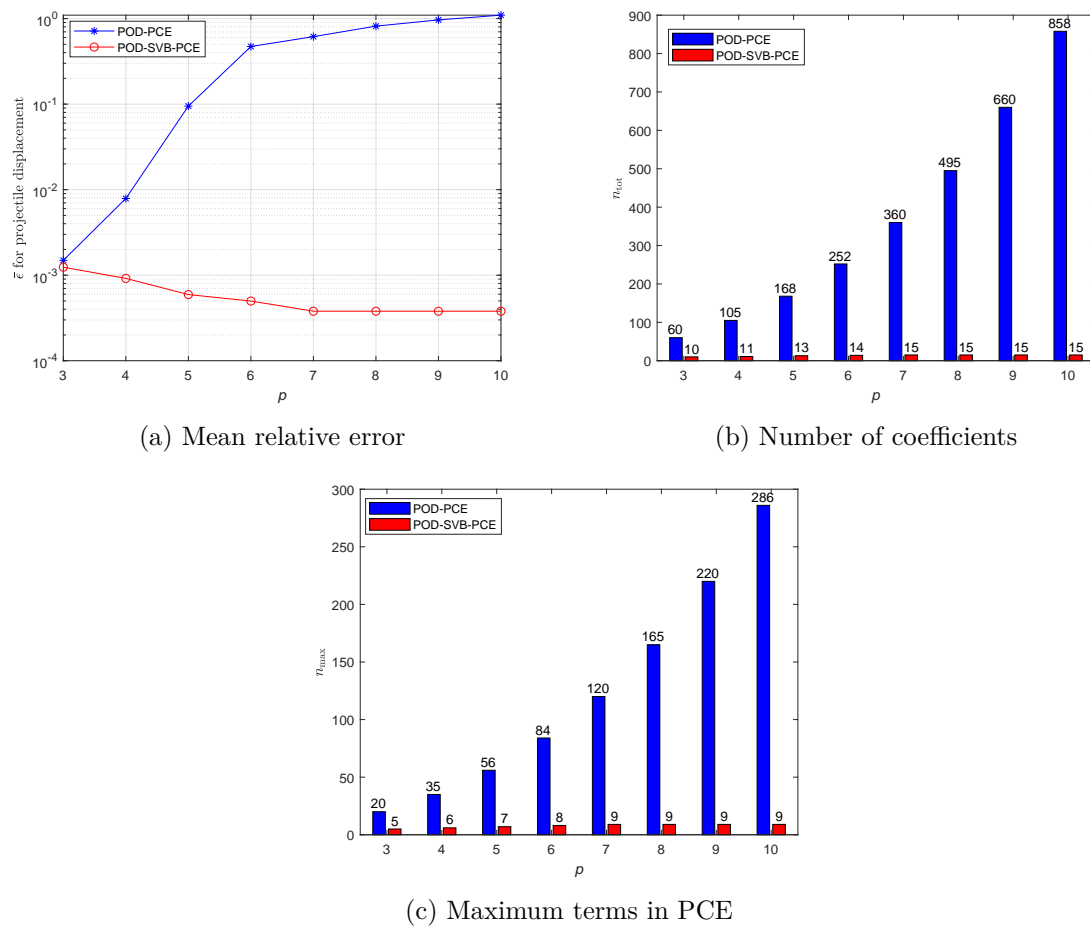 POD-PCE
POD-SVB-PCE
10^0
10^-1
10^-2
10^-3
10^-4
ϵ̄ for projectile displacement
3 4 5 6 7 8 9 10
p
(a) Mean relative error
POD-PCE
POD-SVB-PCE
900
800
700
600
500
400
300
200
100
0
n_tot
60 105 168 252 360 495 660 858
10 11 13 14 15 15 15 15
3 4 5 6 7 8 9 10
p
(b) Number of coefficients
POD-PCE
POD-SVB-PCE
300
250
200
150
100
50
0
n_max
20 35 56 84 120 165 220 286
5 6 7 8 9 9 9 9
3 4 5 6 7 8 9 10
p
(c) Maximum terms in PCE